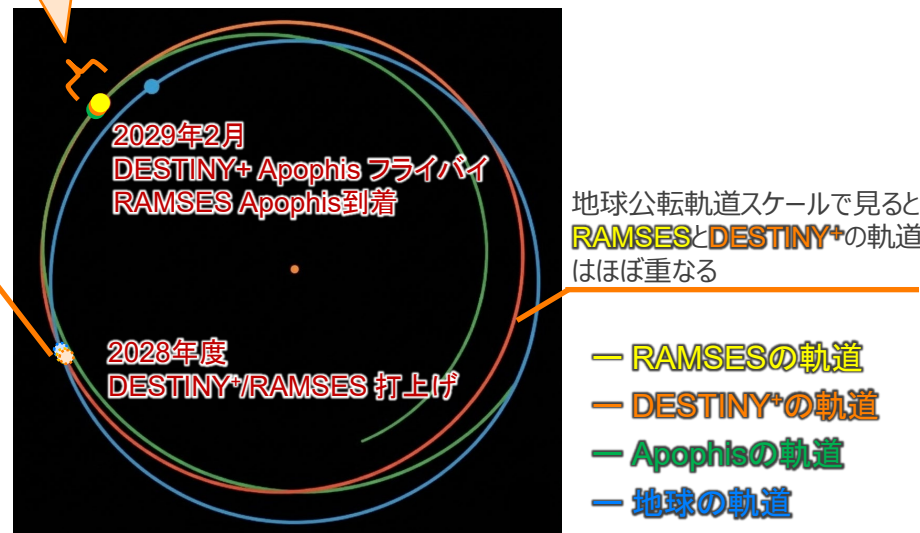 2029年2月
DESTINY+ Apophis フライバイ
RAMSES Apophis到着
地球公転軌道スケールで見ると
RAMSESとDESTINY⁺の軌道
はほぼ重なる
2028年度
DESTINY⁺/RAMSES 打上げ
RAMSESの軌道
DESTINY⁺の軌道
Apophisの軌道
地球の軌道